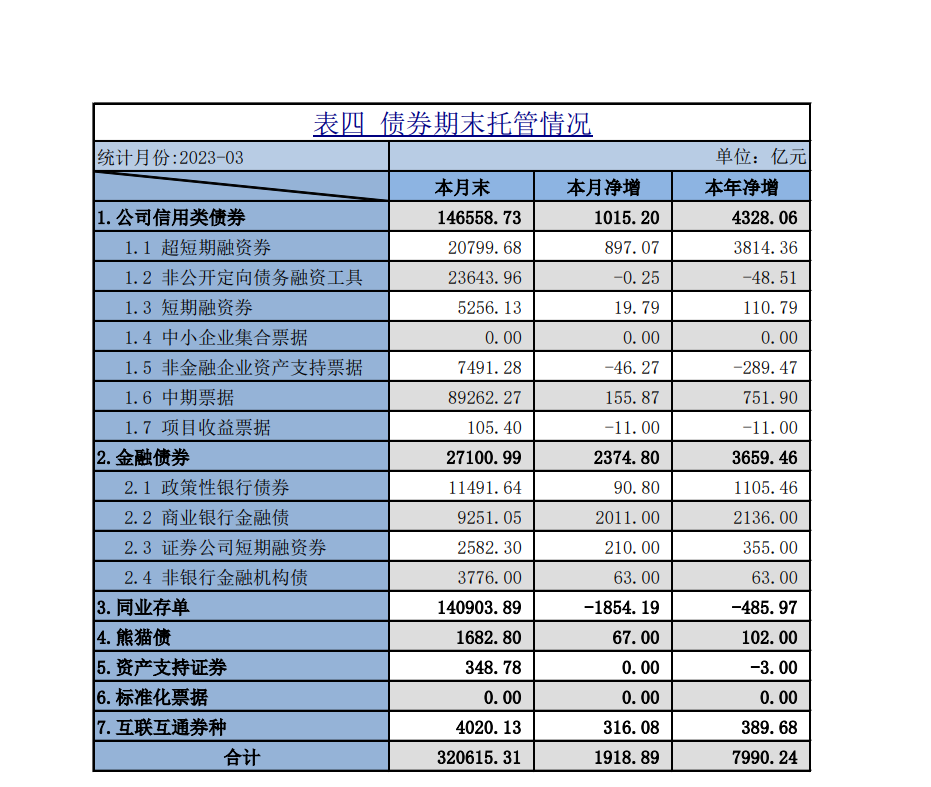 表四 债券期末托管情况
统计月份:2023-03 单位：亿元
本月末 本月净增 本年净增
1.公司信用类债券 146558.73 1015.20 4328.06
1.1 超短期融资券 20799.68 897.07 3814.36
1.2 非公开定向债务融资工具 23643.96 -0.25 -48.51
1.3 短期融资券 5256.13 19.79 110.79
1.4 中小企业集合票据 0.00 0.00 0.00
1.5 非金融企业资产支持票据 7491.28 -46.27 -289.47
1.6 中期票据 89262.27 155.87 751.90
1.7 项目收益票据 105.40 -11.00 -11.00
2.金融债券 27100.99 2374.80 3659.46
2.1 政策性银行债券 11491.64 90.80 1105.46
2.2 商业银行金融债 9251.05 2011.00 2136.00
2.3 证券公司短期融资券 2582.30 210.00 355.00
2.4 非银行金融机构债 3776.00 63.00 63.00
3.同业存单 140903.89 -1854.19 -485.97
4.熊猫债 1682.80 67.00 102.00
5.资产支持证券 348.78 0.00 -3.00
6.标准化票据 0.00 0.00 0.00
7.互联互通券种 4020.13 316.08 389.68
合计 320615.31 1918.89 7990.24